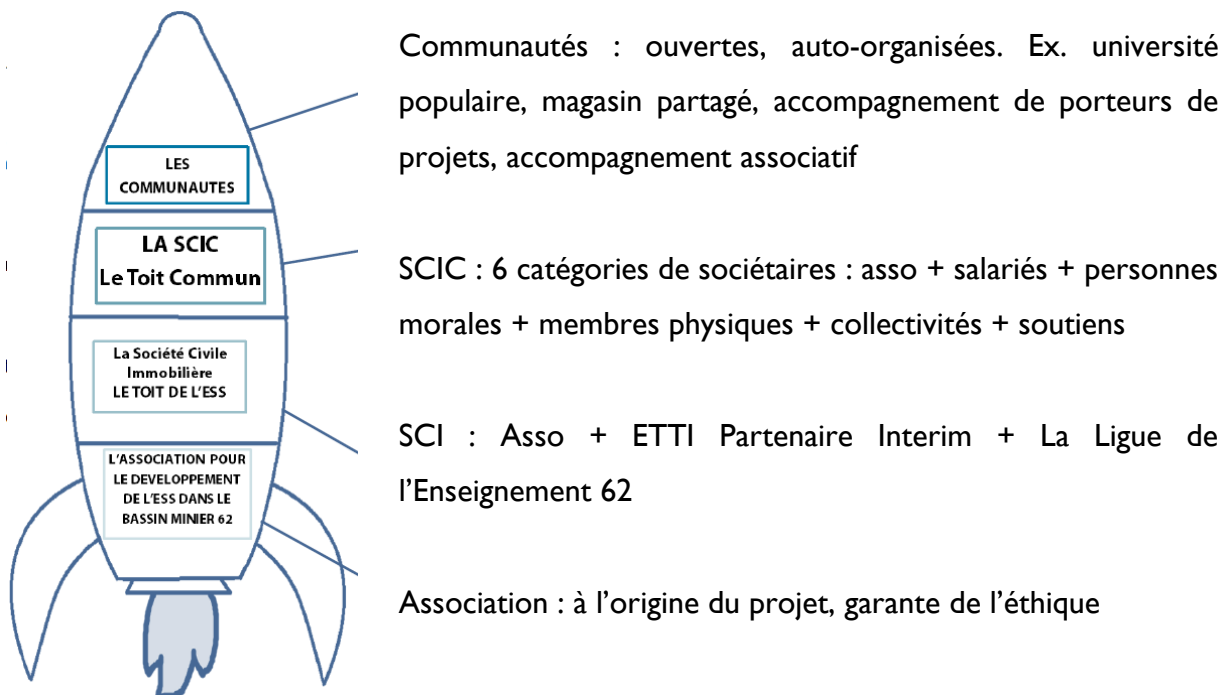 Communautés : ouvertes, auto-organisées. Ex. université
populaire, magasin partagé, accompagnement de porteurs de
projets, accompagnement associatif
LES
COMMUNAUTES
LA SCIC
Le Toit Commun
SCIC : 6 catégories de sociétaires : asso + salariés + personnes
morales + membres physiques + collectivités + soutiens
La Société Civile
Immobilière
LE TOIT DE L'ESS
SCI : Asso + ETTI Partenaire Interim + La Ligue de
l’Enseignement 62
L'ASSOCIATION POUR
LE DEVELOPPEMENT
DE L'ESS DANS LE
BASSIN MINIER 62
Association : à l’origine du projet, garante de l’éthique